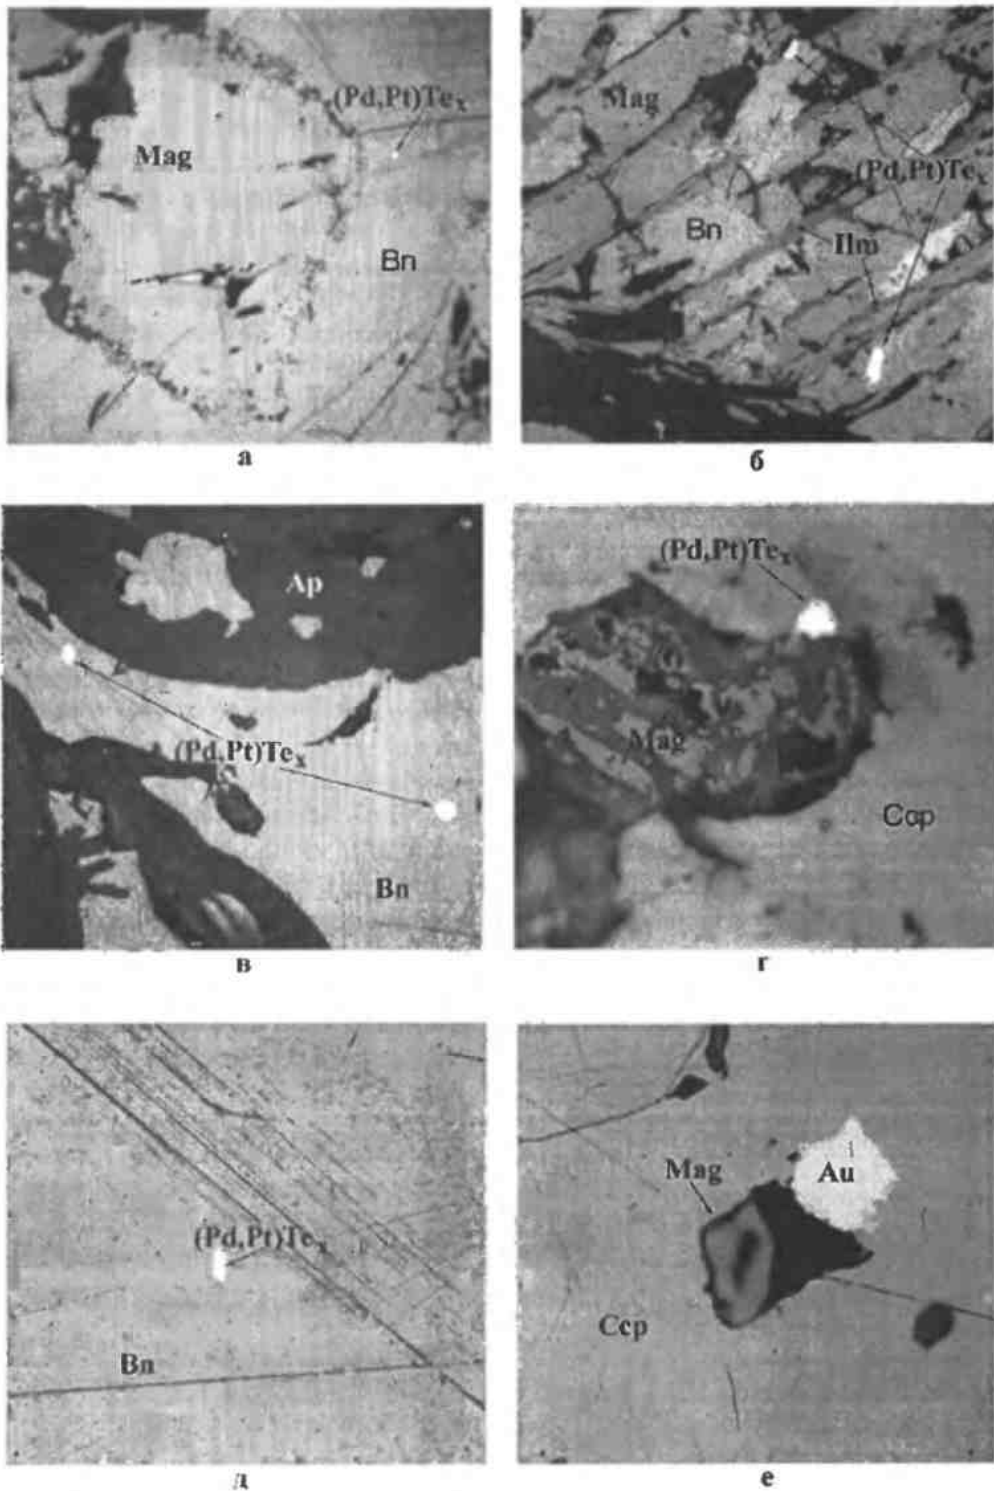 (Pd,Pt)Teₓ
Mag
Bn
а
Mag
(Pd,Pt)Teₓ
Bn
Ilm
б
Ap
(Pd,Pt)Teₓ
Bn
в
(Pd,Pt)Teₓ
Mag
Ccp
г
(Pd,Pt)Teₓ
Bn
д
Au
Mag
Ccp
е